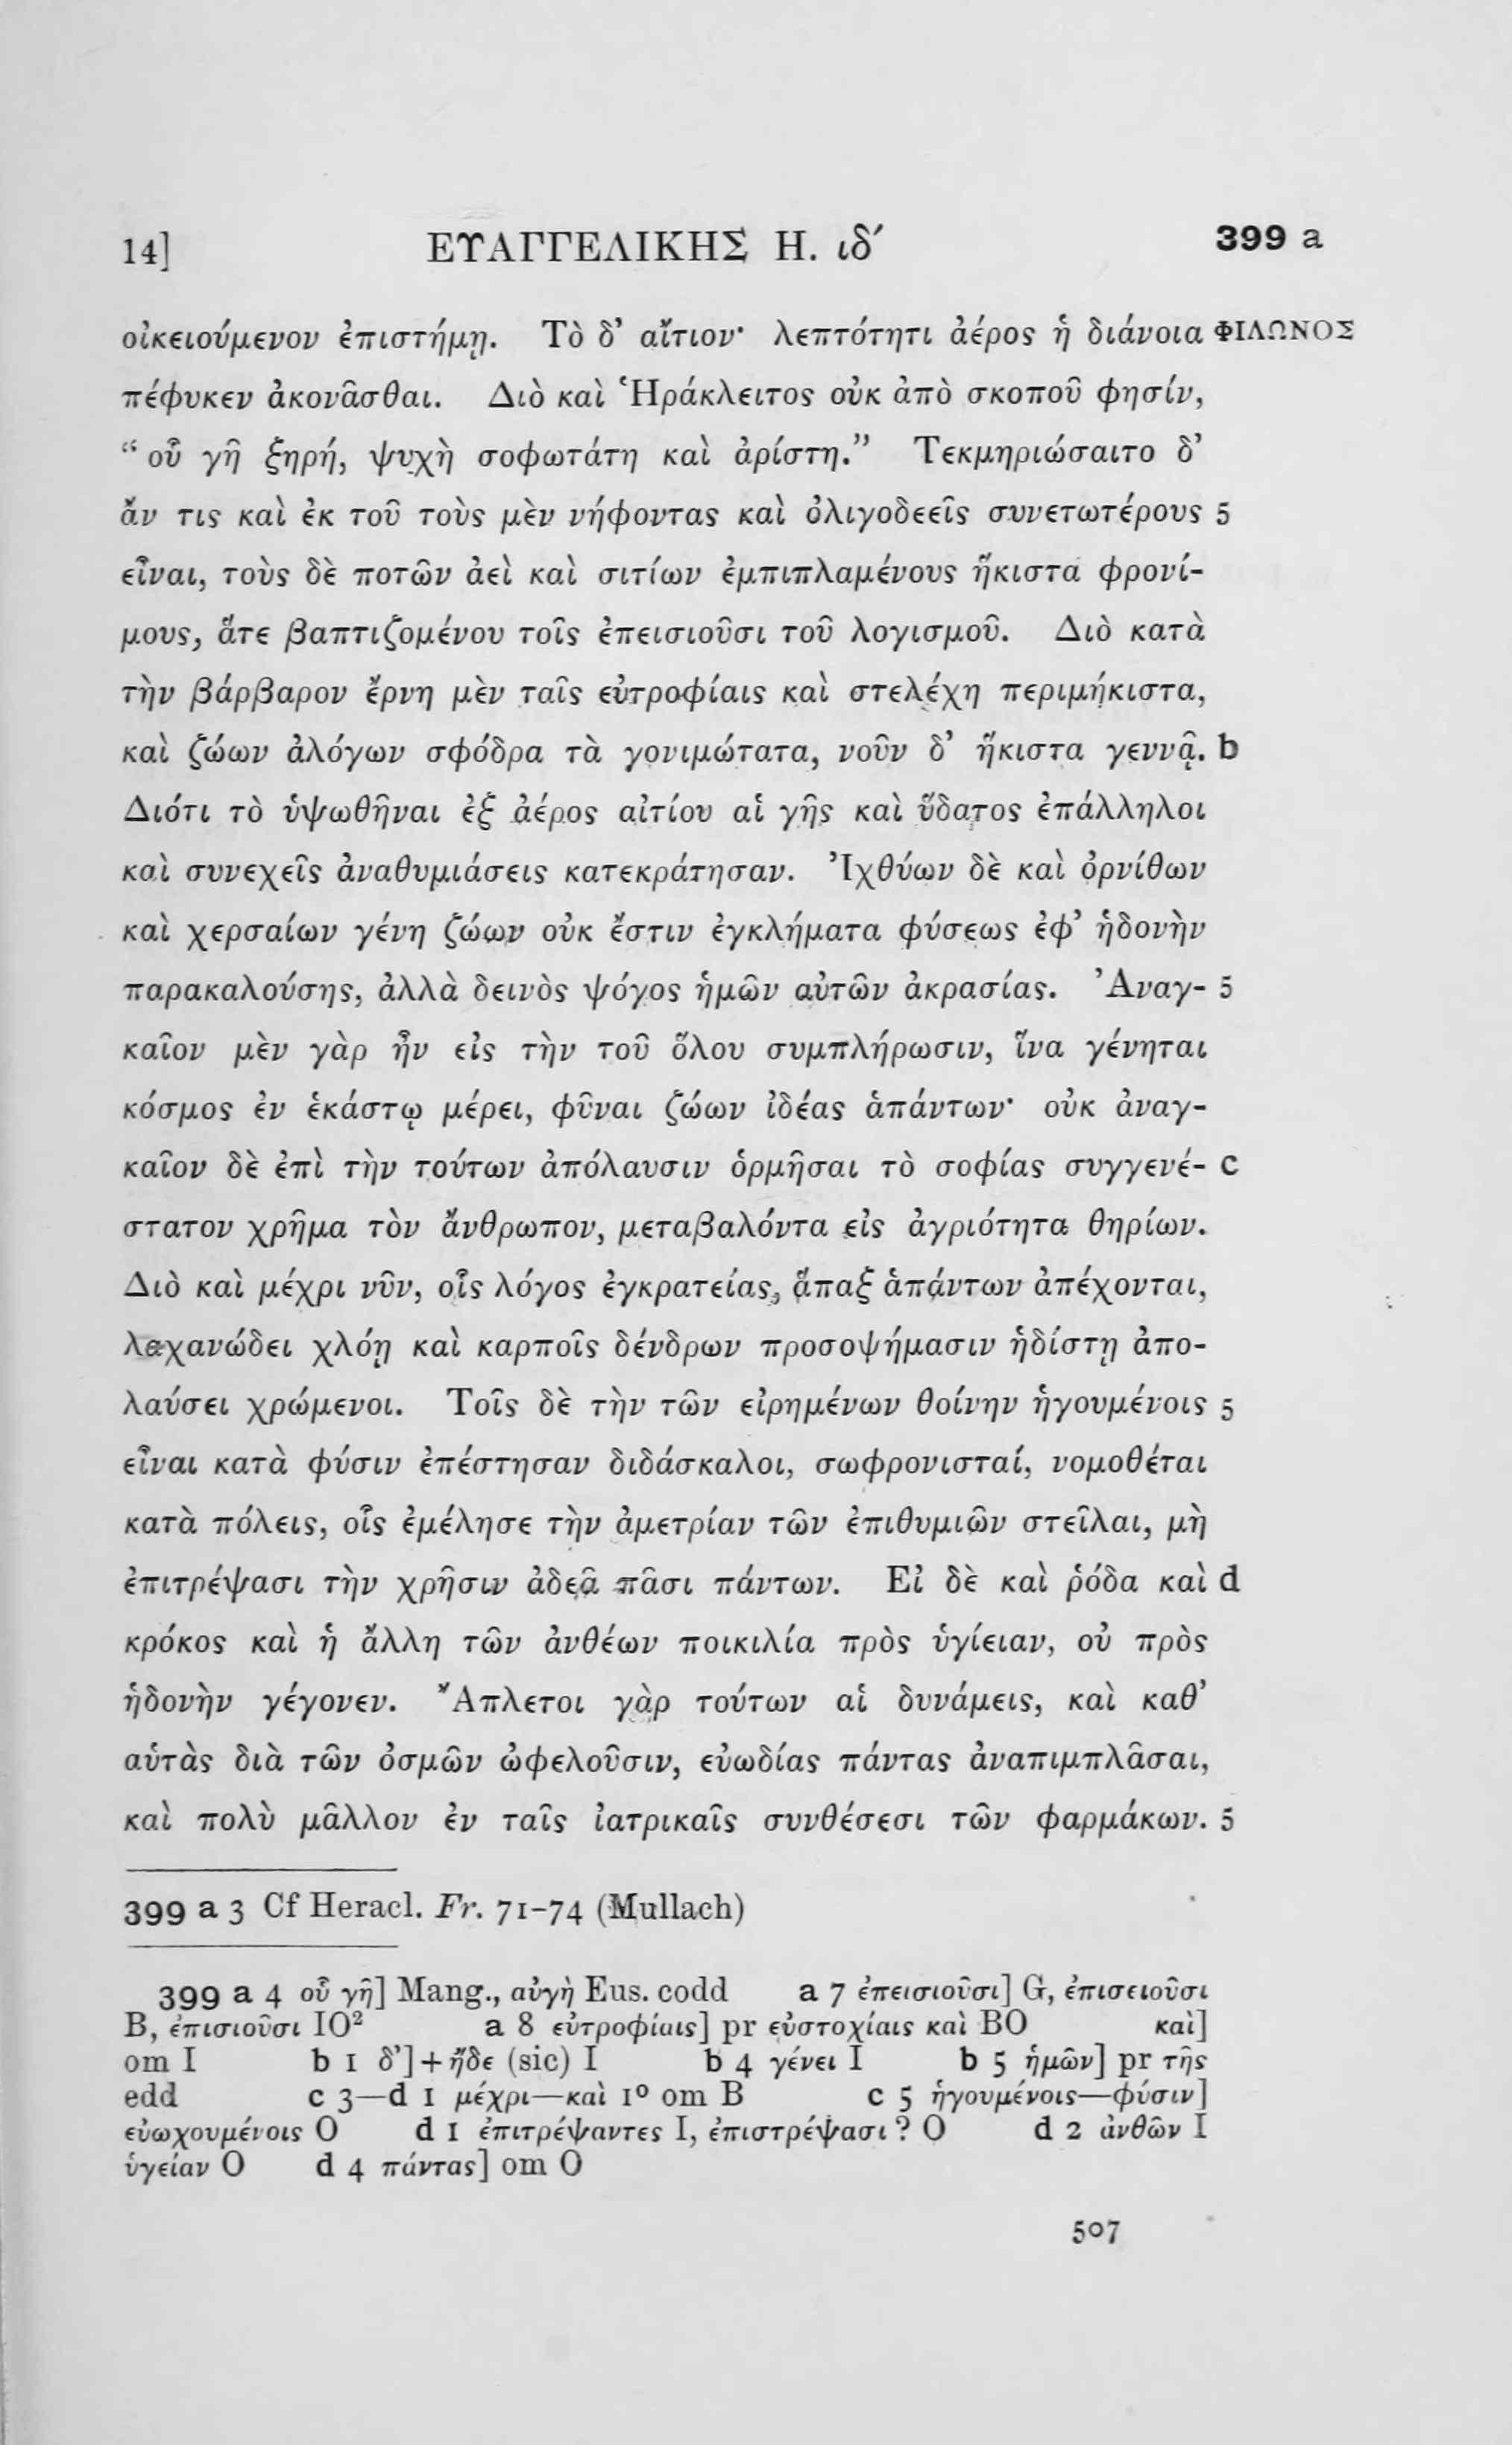 14] ΕΥΑΓΓΕΛΙΚΗΣ Η. ιδ′ 399 a
οἰκειούμενον ἐπιστήμῃ. Τὸ δ’ αἴτιον· λεπτότητι ἀέρος ἡ διάνοια ΦΙΛΩΝΟΣ
πέφυκεν ἀκονᾶσθαι. Διὸ καὶ Ἡράκλειτος οὐκ ἀπὸ σκοποῦ φησίν,
“οὗ γῆ ξηρή, ψυχὴ σοφωτάτη καὶ ἀρίστη.” Τεκμηριώσαιτο δ’
ἄν τις καὶ ἐκ τοῦ τοὺς μὲν νήφοντας καὶ ὀλιγοδεεῖς συνετωτέρους 5
εἶναι, τοὺς δὲ ποτῶν ἀεὶ καὶ σιτίων ἐμπιπλαμένους ἥκιστα φρονί-
μους, ἅτε βαπτιζομένου τοῖς ἐπεισιοῦσι τοῦ λογισμοῦ. Διὸ κατὰ
τὴν βάρβαρον ἔρνη μὲν ταῖς εὐτροφίαις καὶ στελέχη περιμήκιστα,
καὶ ζώων ἀλόγων σφόδρα τὰ γονιμώτατα, νοῦν δ’ ἥκιστα γεννᾷ. b
Διότι τὸ ὑψωθῆναι ἐξ ἀέρος αἰτίου αἱ γῆς καὶ ὕδατος ἐπάλληλοι
καὶ συνεχεῖς ἀναθυμιάσεις κατεκράτησαν. Ἰχθύων δὲ καὶ ὀρνίθων
καὶ χερσαίων γένη ζώων οὐκ ἔστιν ἐγκλήματα φύσεως ἐφ’ ἡδονὴν
παρακαλούσης, ἀλλὰ δεινὸς ψόγος ἡμῶν αὐτῶν ἀκρασίας. Ἀναγ- 5
καῖον μὲν γὰρ ἦν εἰς τὴν τοῦ ὅλου συμπλήρωσιν, ἵνα γένηται
κόσμος ἐν ἑκάστῳ μέρει, φῦναι ζώων ἰδέας ἁπάντων· οὐκ ἀναγ-
καῖον δὲ ἐπὶ τὴν τούτων ἀπόλαυσιν ὁρμῆσαι τὸ σοφίας συγγενέ- c
στατον χρῆμα τὸν ἄνθρωπον, μεταβαλόντα εἰς ἀγριότητα θηρίων.
Διὸ καὶ μέχρι νῦν, οἷς λόγος ἐγκρατείας, ἅπαξ ἁπάντων ἀπέχονται,
λαχανώδει χλόῃ καὶ καρποῖς δένδρων προσοψήμασιν ἡδίστῃ ἀπο-
λαύσει χρώμενοι. Τοῖς δὲ τὴν τῶν εἰρημένων θοίνην ἡγουμένοις 5
εἶναι κατὰ φύσιν ἐπέστησαν διδάσκαλοι, σωφρονισταί, νομοθέται
κατὰ πόλεις, οἷς ἐμέλησε τὴν ἀμετρίαν τῶν ἐπιθυμιῶν στεῖλαι, μὴ
ἐπιτρέψασι τὴν χρῆσιν ἀδεᾶ πᾶσι πάντων. Εἰ δὲ καὶ ῥόδα καὶ d
κρόκος καὶ ἡ ἄλλη τῶν ἀνθέων ποικιλία πρὸς ὑγίειαν, οὐ πρὸς
ἡδονὴν γέγονεν. Ἄπλετοι γὰρ τούτων αἱ δυνάμεις, καὶ καθ’
αὑτὰς διὰ τῶν ὀσμῶν ὠφελοῦσιν, εὐωδίας πάντας ἀναπιμπλᾶσαι,
καὶ πολὺ μᾶλλον ἐν ταῖς ἰατρικαῖς συνθέσεσι τῶν φαρμάκων. 5
399 a 3 Cf Heracl. Fr. 71–74 (Mullach)
399 a 4 οὗ γῆ] Mang., αὐγὴ Eus. codd a 7 ἐπεισιοῦσι] G, ἐπισειοῦσι
B, ἐπισιοῦσι IO² a 8 εὐτροφίαις] pr εὐστοχίαις καὶ BO καὶ]
om I b 1 δ’]+ἥδε (sic) I b 4 γένει I b 5 ἡμῶν] pr τῆς
edd c 3—d 1 μέχρι—καὶ 1º om B c 5 ἡγουμένοις—φύσιν]
εὐωχουμένοις O d 1 ἐπιτρέψαντες I, ἐπιστρέψασι ? O d 2 ἀνθῶν I
ὑγείαν O d 4 πάντας] om O
507